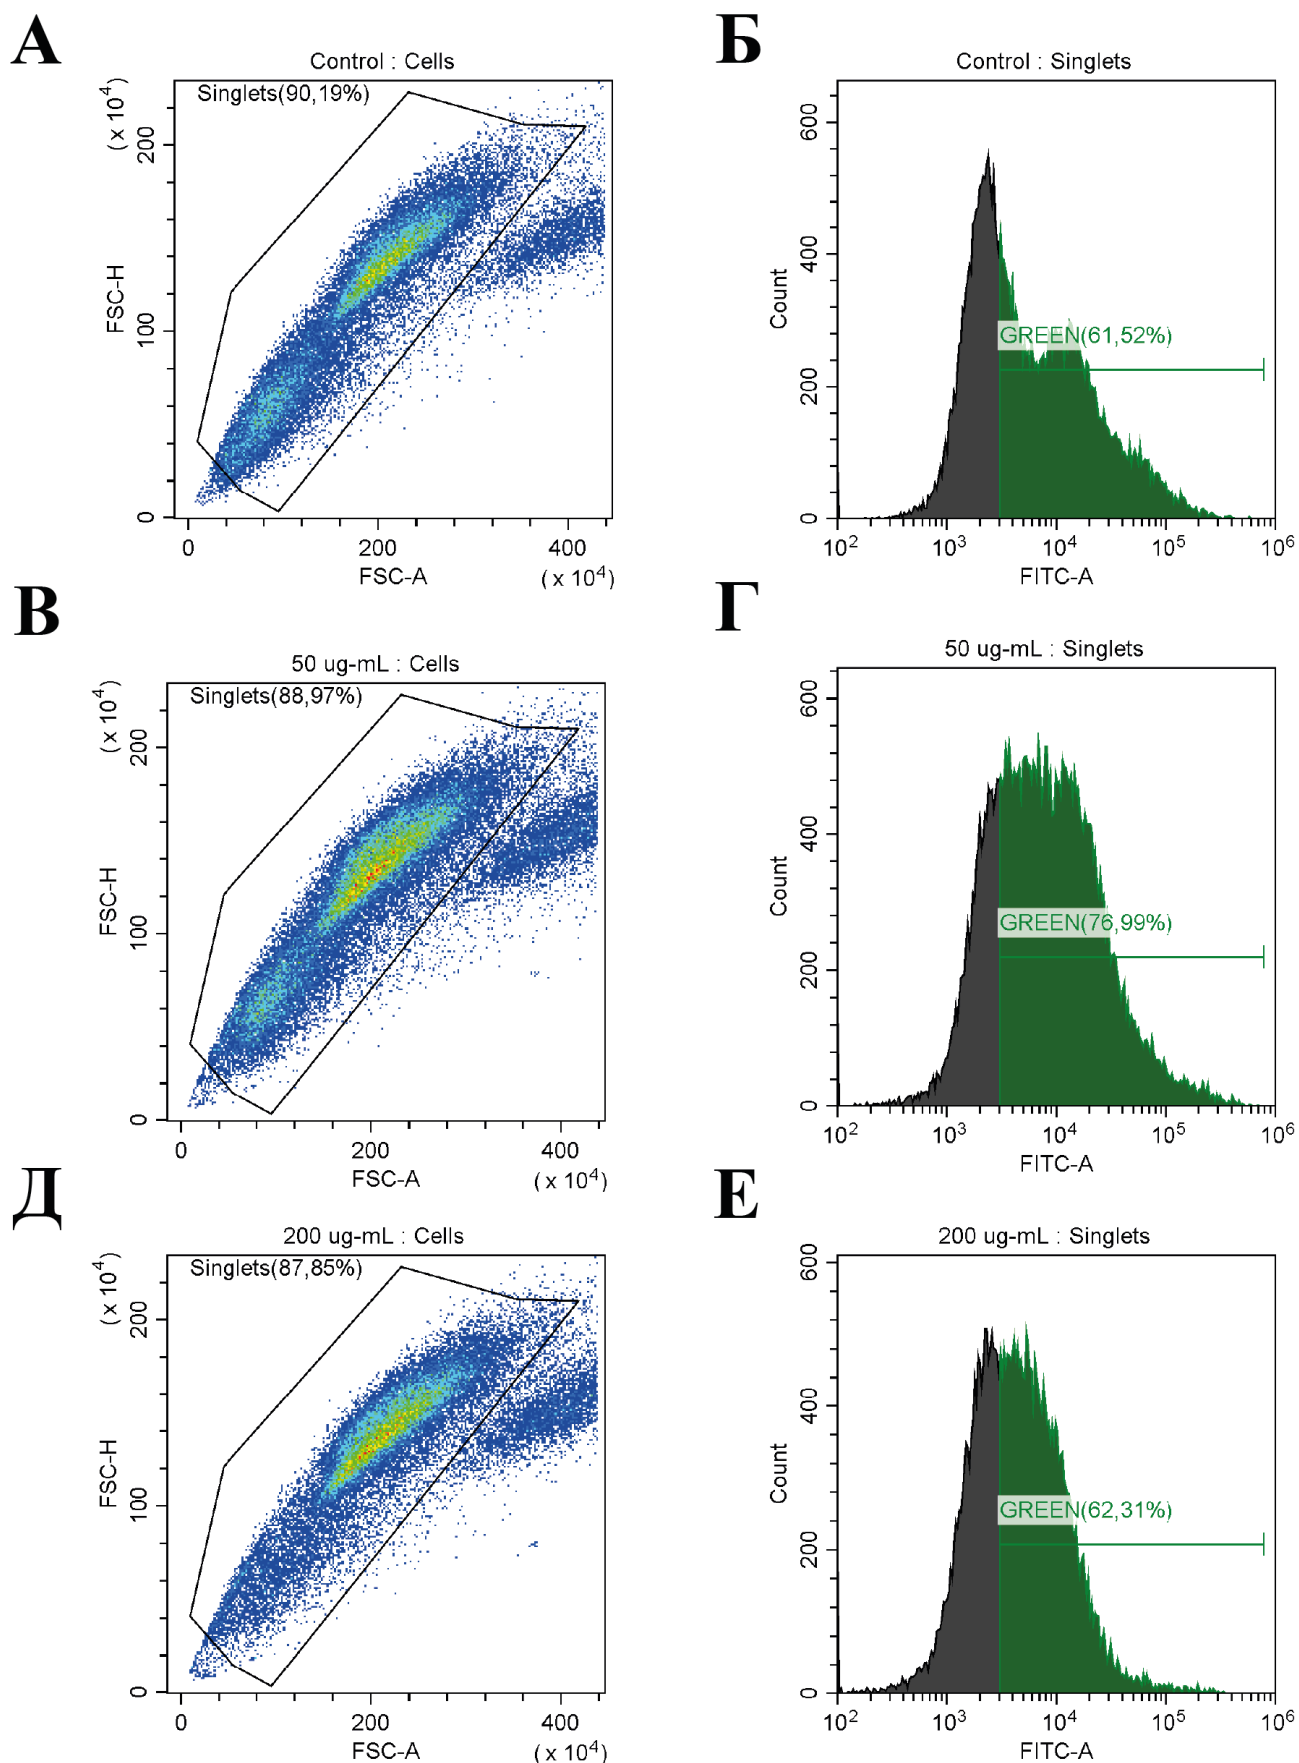 А
Control : Cells
Singlets(90,19%)
(x 10⁴)
200
100
0
FSC-H
0 200 400
FSC-A (x 10⁴)
Б
Control : Singlets
600
400
200
0
Count
GREEN(61,52%)
10² 10³ 10⁴ 10⁵ 10⁶
FITC-A
В
50 ug-mL : Cells
Singlets(88,97%)
(x 10⁴)
200
100
0
FSC-H
0 200 400
FSC-A (x 10⁴)
Г
50 ug-mL : Singlets
600
400
200
0
Count
GREEN(76,99%)
10² 10³ 10⁴ 10⁵ 10⁶
FITC-A
Д
200 ug-mL : Cells
Singlets(87,85%)
(x 10⁴)
200
100
0
FSC-H
0 200 400
FSC-A (x 10⁴)
Е
200 ug-mL : Singlets
600
400
200
0
Count
GREEN(62,31%)
10² 10³ 10⁴ 10⁵ 10⁶
FITC-A